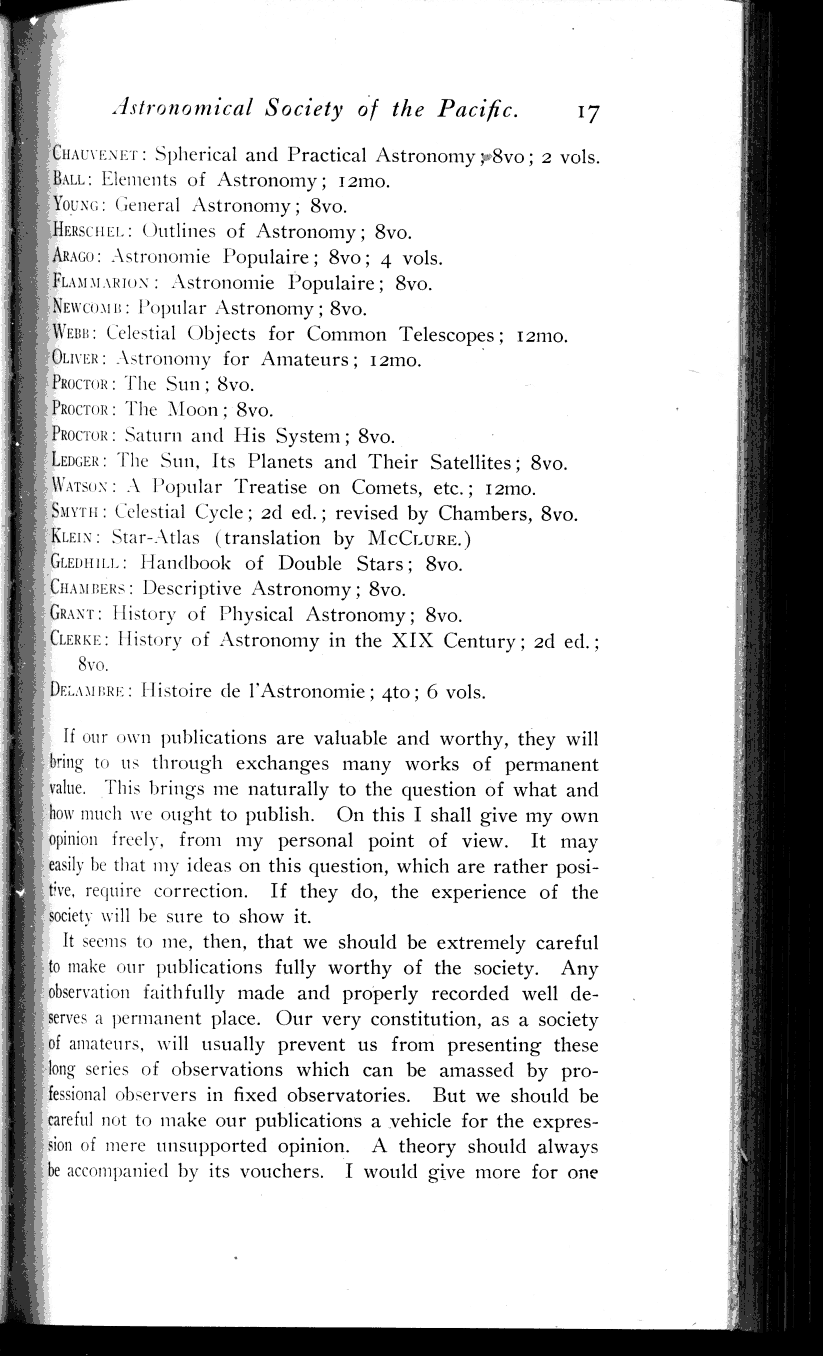 Astronomical Society of the Pacific. 17
CHAUVENET: Spherical and Practical Astronomy; 8vo; 2 vols.
BALL: Elements of Astronomy; 12mo.
YOUNG: General Astronomy; 8vo.
HERSCHEL: Outlines of Astronomy; 8vo.
ARAGO: Astronomie Populaire; 8vo; 4 vols.
FLAMMARION: Astronomie Populaire; 8vo.
NEWCOMB: Popular Astronomy; 8vo.
WEBB: Celestial Objects for Common Telescopes; 12mo.
OLIVER: Astronomy for Amateurs; 12mo.
PROCTOR: The Sun; 8vo.
PROCTOR: The Moon; 8vo.
PROCTOR: Saturn and His System; 8vo.
LEDGER: The Sun, Its Planets and Their Satellites; 8vo.
WATSON: A Popular Treatise on Comets, etc.; 12mo.
SMYTH: Celestial Cycle; 2d ed.; revised by Chambers, 8vo.
KLEIN: Star-Atlas (translation by MCCLURE.)
GLEDHILL: Handbook of Double Stars; 8vo.
CHAMBERS: Descriptive Astronomy; 8vo.
GRANT: History of Physical Astronomy; 8vo.
CLERKE: History of Astronomy in the XIX Century; 2d ed.;
8vo.
DELAMBRE: Histoire de l'Astronomie; 4to; 6 vols.
If our own publications are valuable and worthy, they will
bring to us through exchanges many works of permanent
value. This brings me naturally to the question of what and
how much we ought to publish. On this I shall give my own
opinion freely, from my personal point of view. It may
easily be that my ideas on this question, which are rather posi-
tive, require correction. If they do, the experience of the
society will be sure to show it.
It seems to me, then, that we should be extremely careful
to make our publications fully worthy of the society. Any
observation faithfully made and properly recorded well de-
serves a permanent place. Our very constitution, as a society
of amateurs, will usually prevent us from presenting these
long series of observations which can be amassed by pro-
fessional observers in fixed observatories. But we should be
careful not to make our publications a vehicle for the expres-
sion of mere unsupported opinion. A theory should always
be accompanied by its vouchers. I would give more for one